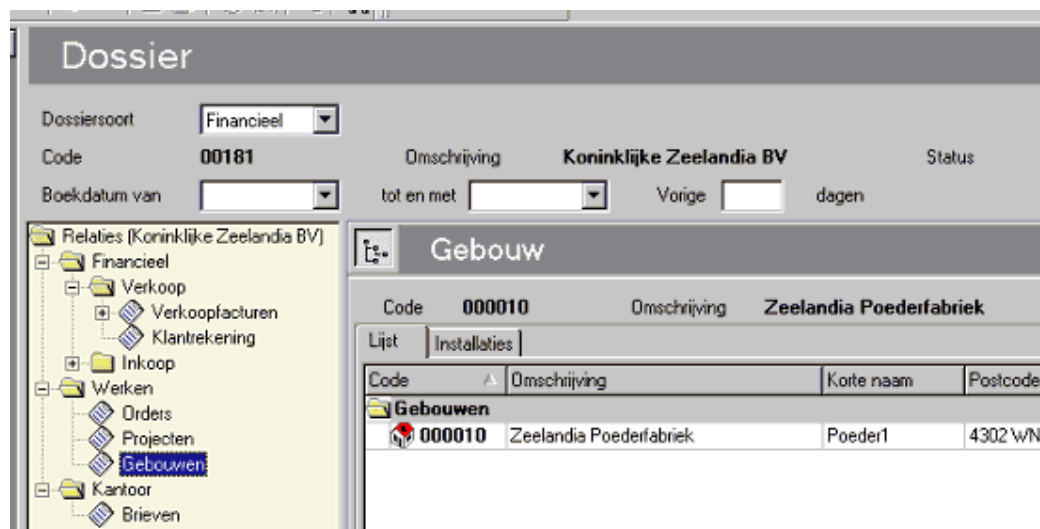 Dossier
Dossiersoort Financieel
Code 00181 Omschrijving Koninklijke Zeelandia BV Status
Boekdatum van tot en met Vorige dagen
Relaties (Koninklijke Zeelandia BV)
Financieel
Verkoop
Verkoopfacturen
Klantrekening
Inkoop
Werken
Orders
Projecten
Gebouwen
Kantoor
Brieven
Gebouw
Code 000010 Omschrijving Zeelandia Poederfabriek
Lijst Installaties
Code Omschrijving Korte naam Postcode
Gebouwen
000010 Zeelandia Poederfabriek Poeder1 4302 WN